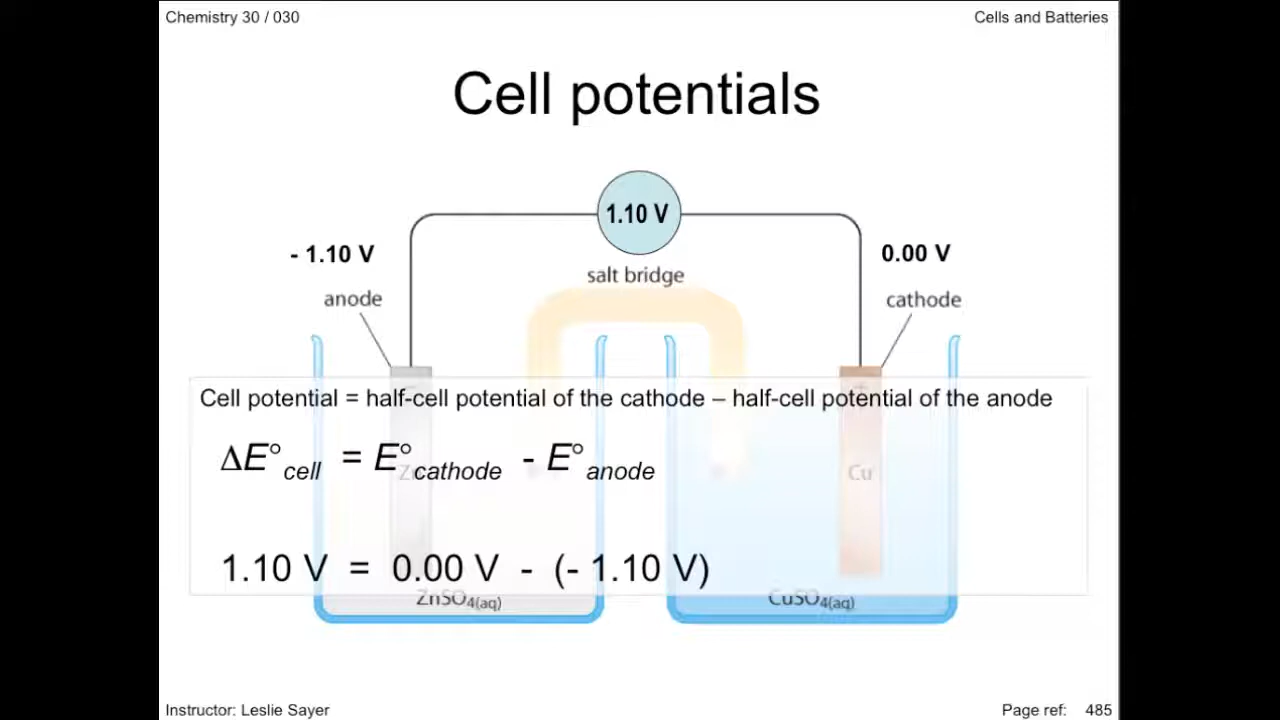 Chemistry 30 / 030
Cells and Batteries
Cell potentials
1.10 V
- 1.10 V
0.00 V
salt bridge
anode
cathode
Cell potential = half-cell potential of the cathode – half-cell potential of the anode
ΔE°cell = E°cathode - E°anode
Zn
Cu
1.10 V = 0.00 V - (- 1.10 V)
ZnSO4(aq)
CuSO4(aq)
Instructor: Leslie Sayer
Page ref: 485